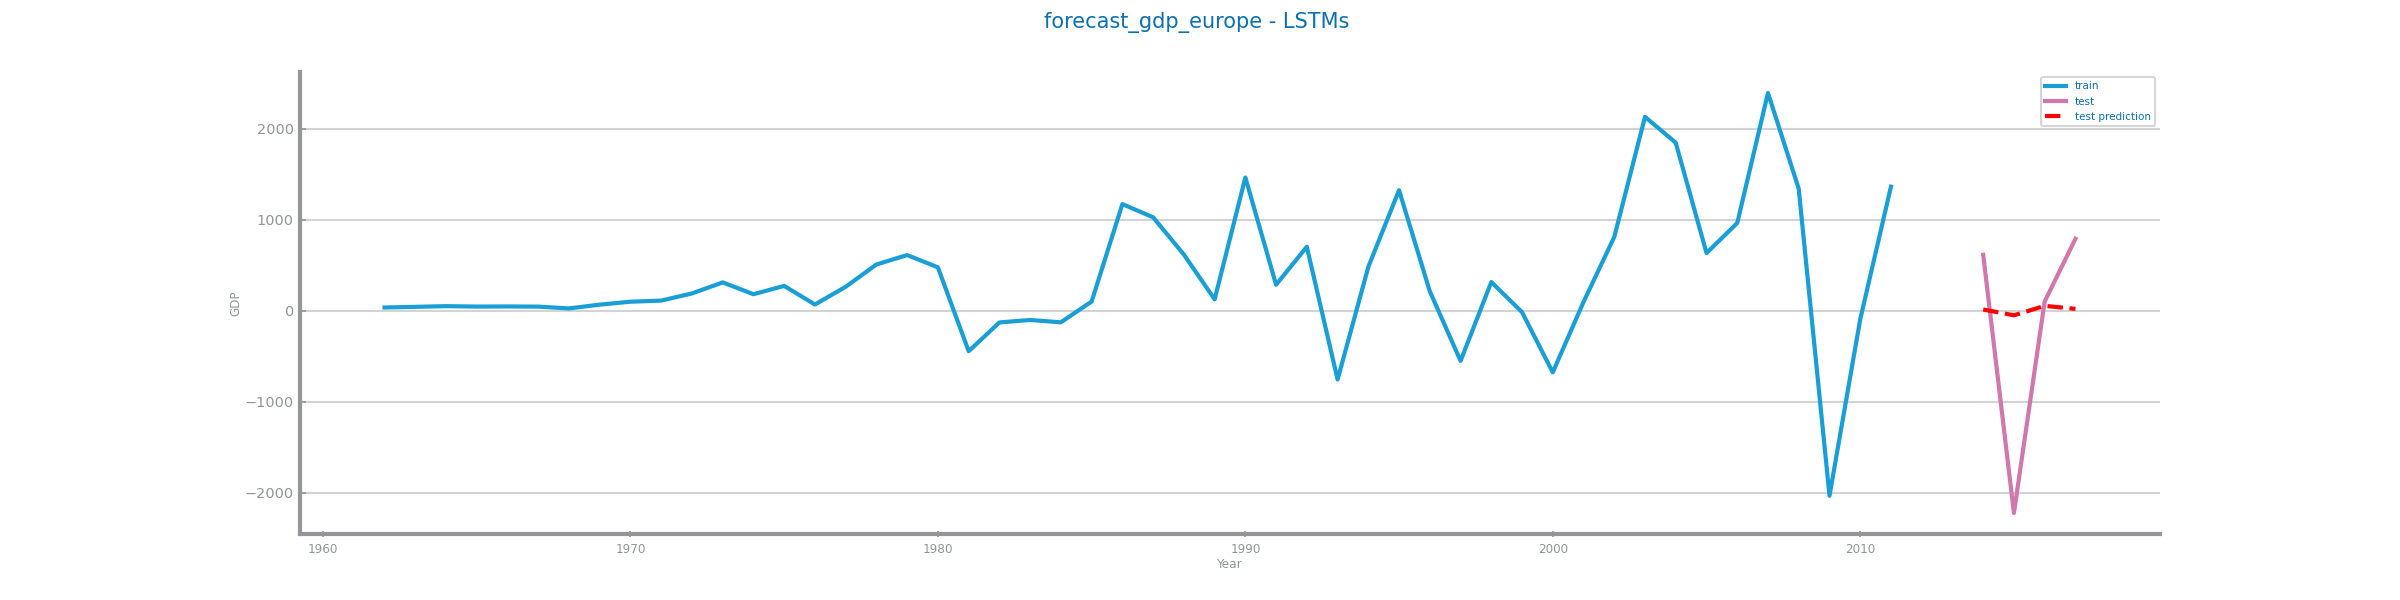 forecast_gdp_europe - LSTMs
train
test
test prediction
2000
1000
0
−1000
−2000
GDP
1960 1970 1980 1990 2000 2010
Year